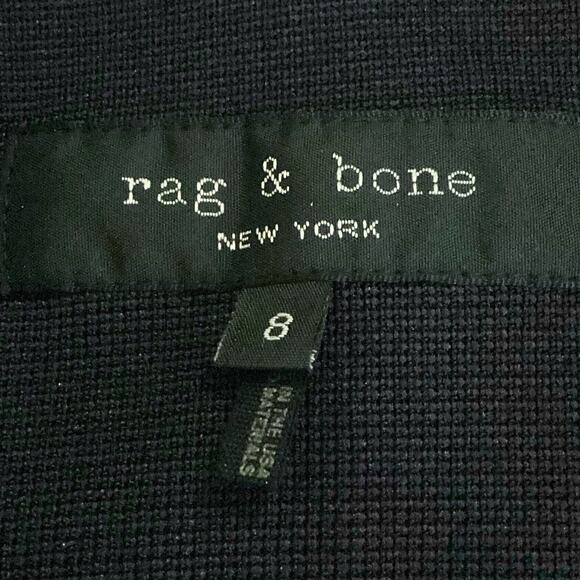 rag & bone
NEW YORK
8
IN THE USA
MATERIALS